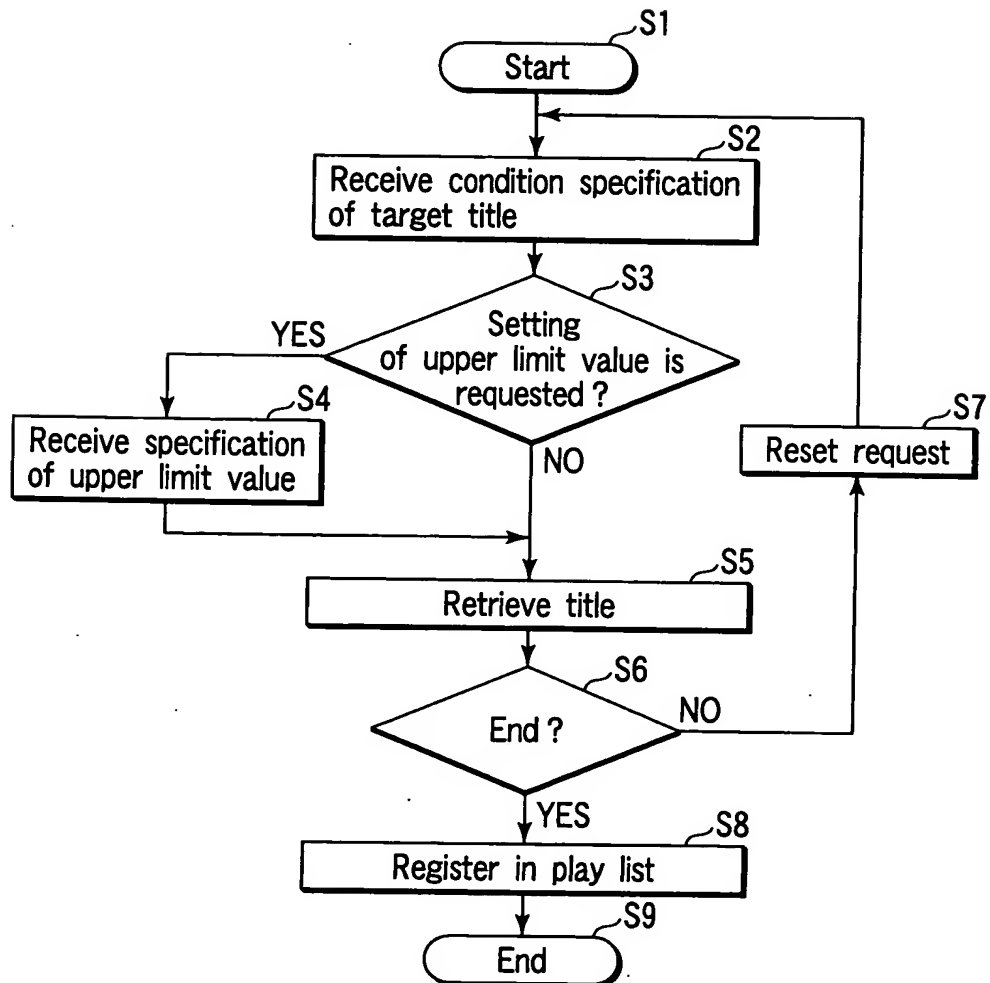 S1
Start
S2
Receive condition specification
of target title
S3
Setting
of upper limit value is
requested ?
YES
NO
S4
Receive specification
of upper limit value
S7
Reset request
S5
Retrieve title
S6
End ?
NO
YES
S8
Register in play list
S9
End